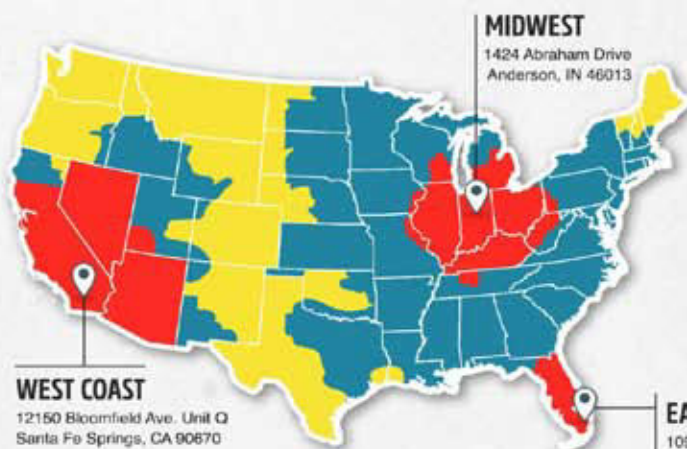 MIDWEST
1424 Abraham Drive
Anderson, IN 46013
WEST COAST
12150 Bloomfield Ave. Unit Q
Santa Fe Springs, CA 90670